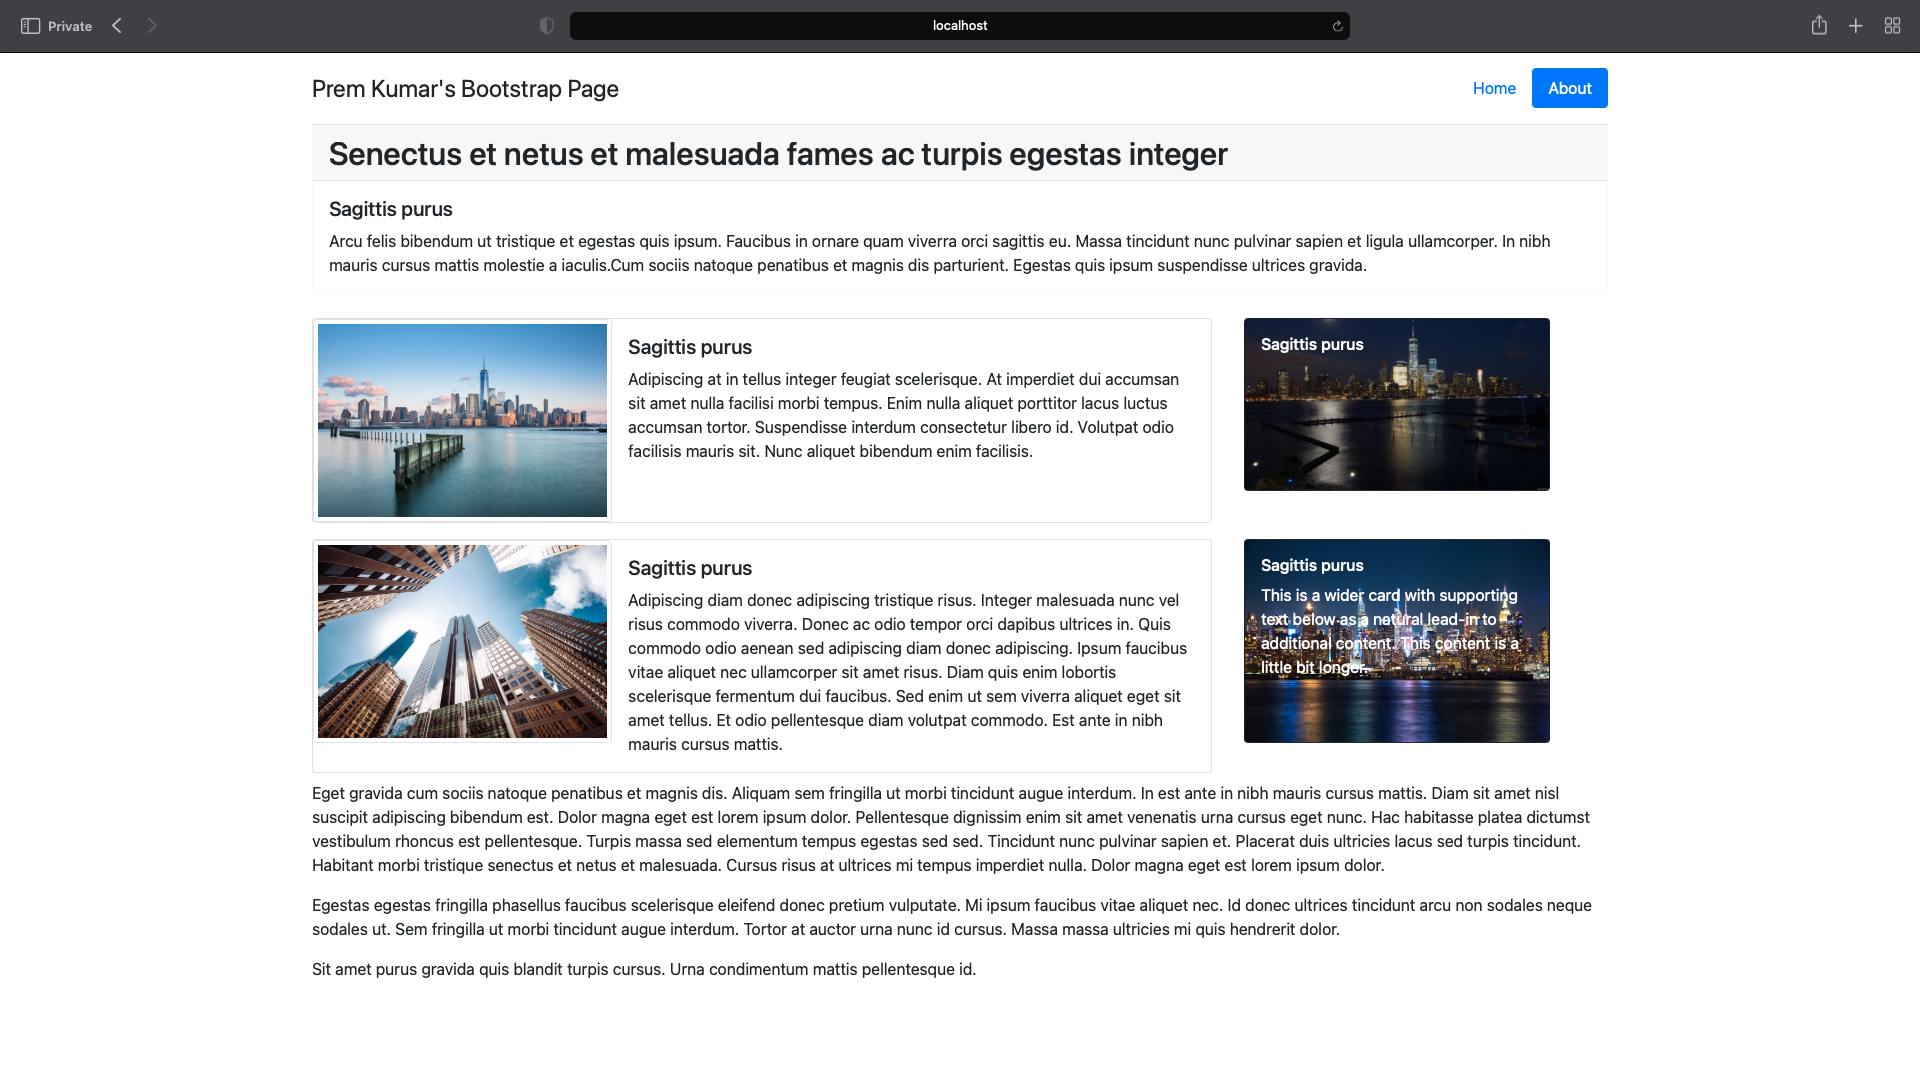 Private
localhost
Prem Kumar's Bootstrap Page
Home
About
Senectus et netus et malesuada fames ac turpis egestas integer
Sagittis purus
Arcu felis bibendum ut tristique et egestas quis ipsum. Faucibus in ornare quam viverra orci sagittis eu. Massa tincidunt nunc pulvinar sapien et ligula ullamcorper. In nibh
mauris cursus mattis molestie a iaculis.Cum sociis natoque penatibus et magnis dis parturient. Egestas quis ipsum suspendisse ultrices gravida.
Sagittis purus
Adipiscing at in tellus integer feugiat scelerisque. At imperdiet dui accumsan
sit amet nulla facilisi morbi tempus. Enim nulla aliquet porttitor lacus luctus
accumsan tortor. Suspendisse interdum consectetur libero id. Volutpat odio
facilisis mauris sit. Nunc aliquet bibendum enim facilisis.
Sagittis purus
Sagittis purus
Adipiscing diam donec adipiscing tristique risus. Integer malesuada nunc vel
risus commodo viverra. Donec ac odio tempor orci dapibus ultrices in. Quis
commodo odio aenean sed adipiscing diam donec adipiscing. Ipsum faucibus
vitae aliquet nec ullamcorper sit amet risus. Diam quis enim lobortis
scelerisque fermentum dui faucibus. Sed enim ut sem viverra aliquet eget sit
amet tellus. Et odio pellentesque diam volutpat commodo. Est ante in nibh
mauris cursus mattis.
Sagittis purus
This is a wider card with supporting
text below as a natural lead-in to
additional content. This content is a
little bit longer.
Eget gravida cum sociis natoque penatibus et magnis dis. Aliquam sem fringilla ut morbi tincidunt augue interdum. In est ante in nibh mauris cursus mattis. Diam sit amet nisl
suscipit adipiscing bibendum est. Dolor magna eget est lorem ipsum dolor. Pellentesque dignissim enim sit amet venenatis urna cursus eget nunc. Hac habitasse platea dictumst
vestibulum rhoncus est pellentesque. Turpis massa sed elementum tempus egestas sed sed. Tincidunt nunc pulvinar sapien et. Placerat duis ultricies lacus sed turpis tincidunt.
Habitant morbi tristique senectus et netus et malesuada. Cursus risus at ultrices mi tempus imperdiet nulla. Dolor magna eget est lorem ipsum dolor.
Egestas egestas fringilla phasellus faucibus scelerisque eleifend donec pretium vulputate. Mi ipsum faucibus vitae aliquet nec. Id donec ultrices tincidunt arcu non sodales neque
sodales ut. Sem fringilla ut morbi tincidunt augue interdum. Tortor at auctor urna nunc id cursus. Massa massa ultricies mi quis hendrerit dolor.
Sit amet purus gravida quis blandit turpis cursus. Urna condimentum mattis pellentesque id.